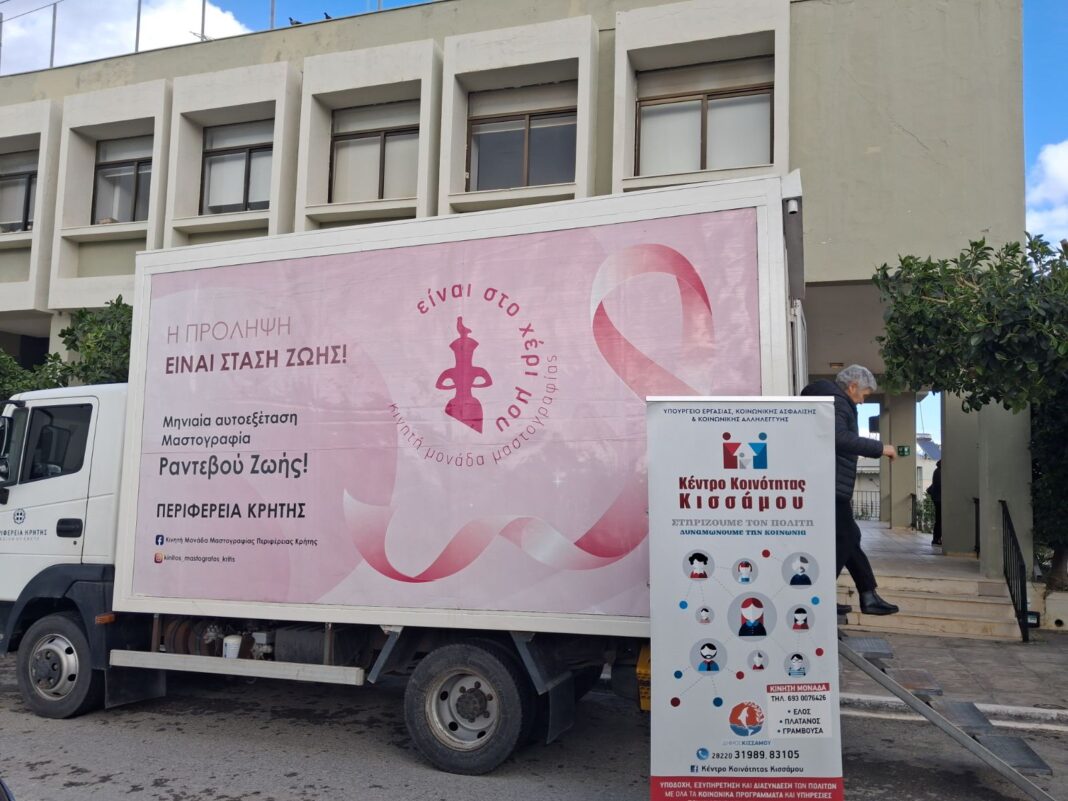 Η ΠΡΟΛΗΨΗ
ΕΙΝΑΙ ΣΤΑΣΗ ΖΩΗΣ!
Μηνιαία αυτοεξέταση
Μαστογραφία
Ραντεβού Ζωής!
ΠΕΡΙΦΕΡΕΙΑ ΚΡΗΤΗΣ
Κινητή Μονάδα Μαστογραφίας Περιφέρειας Κρήτης
kinitos_mastografos_kritis
είναι στο χέρι μου
κινητή μονάδα μαστογραφίας
ΠΕΡΙΦΕΡΕΙΑ ΚΡΗΤΗΣ
ΥΠΟΥΡΓΕΙΟ ΕΡΓΑΣΙΑΣ, ΚΟΙΝΩΝΙΚΗΣ ΑΣΦΑΛΙΣΗΣ
& ΚΟΙΝΩΝΙΚΗΣ ΑΛΛΗΛΕΓΓΥΗΣ
Κέντρο Κοινότητας
Κισσάμου
ΣΤΗΡΙΖΟΥΜΕ ΤΟΝ ΠΟΛΙΤΗ
ΔΥΝΑΜΩΝΟΥΜΕ ΤΗΝ ΚΟΙΝΩΝΙΑ
ΚΙΝΗΤΗ ΜΟΝΑΔΑ
ΤΗΛ. 693 0076426
• ΕΛΟΣ
• ΠΛΑΤΑΝΟΣ
• ΓΡΑΜΒΟΥΣΑ
ΔΗΜΟΣ ΚΙΣΣΑΜΟΥ
28220 31989, 83105
Κέντρο Κοινότητας Κισσάμου
ΥΠΟΔΟΧΗ, ΕΞΥΠΗΡΕΤΗΣΗ ΚΑΙ ΔΙΑΣΥΝΔΕΣΗ ΤΩΝ ΠΟΛΙΤΩΝ
ΜΕ ΟΛΑ ΤΑ ΚΟΙΝΩΝΙΚΑ ΠΡΟΓΡΑΜΜΑΤΑ ΚΑΙ ΥΠΗΡΕΣΙΕΣ